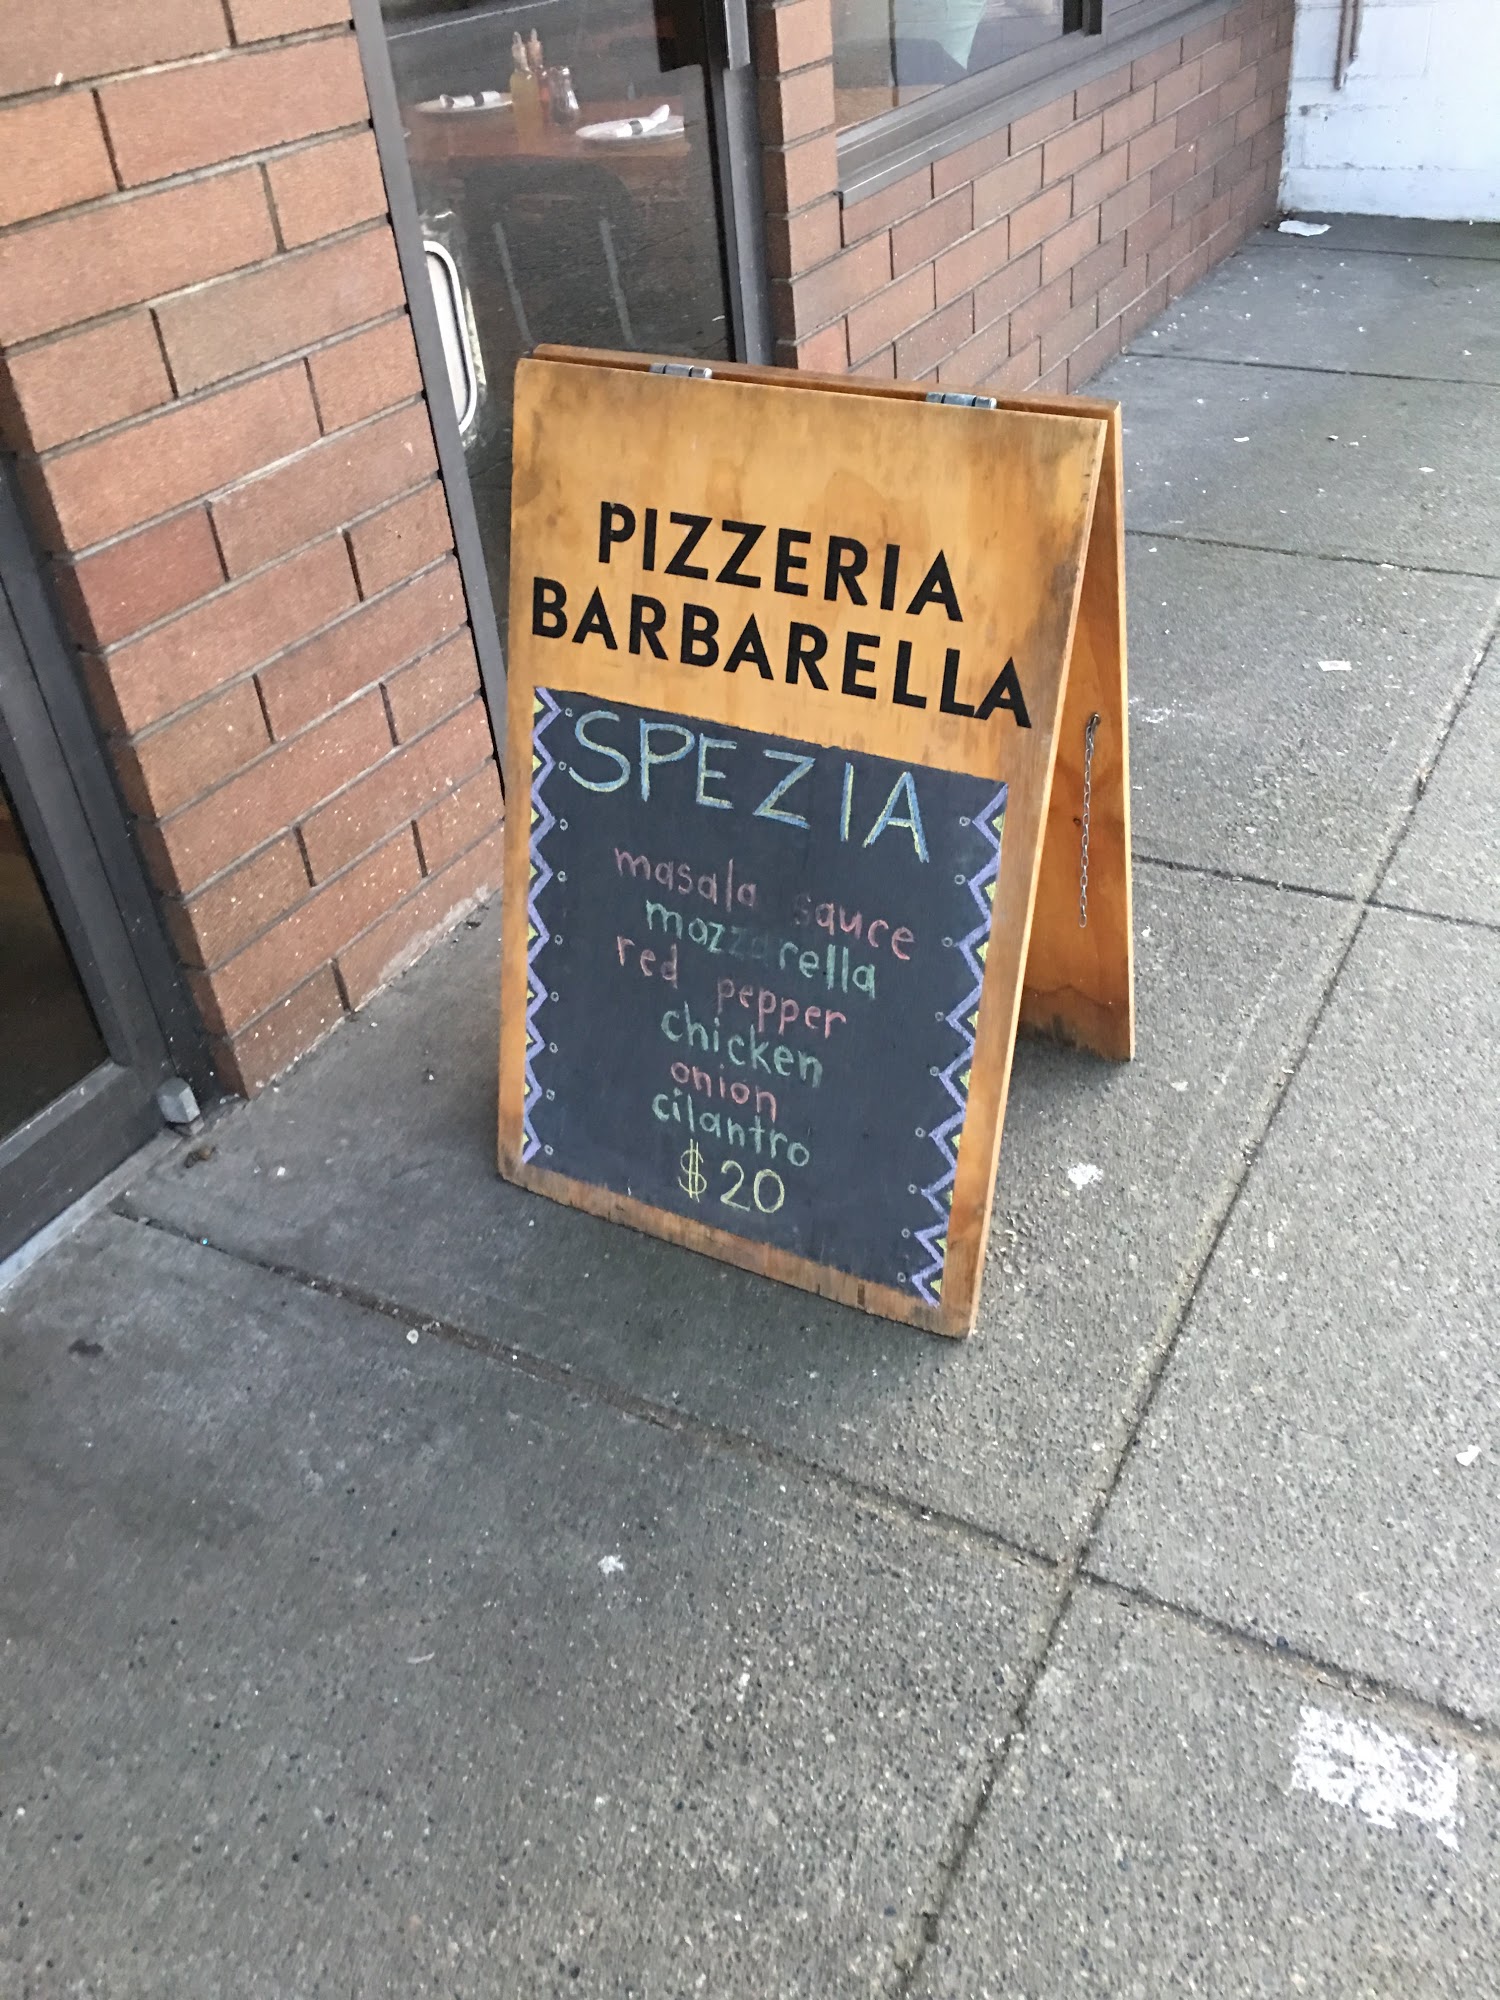 PIZZERIA
BARBARELLA
SPEZIA
masala sauce
mozzarella
red pepper
chicken
onion
cilantro
$20